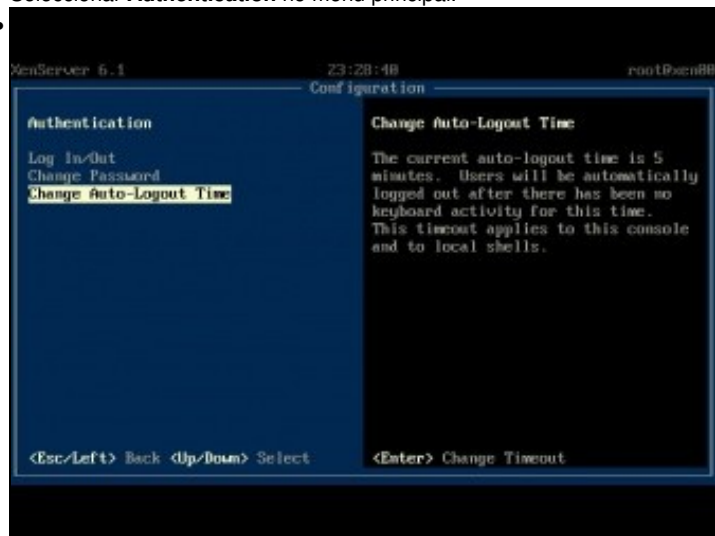 Seleccionar Authentication no menu principal:
XenServer 6.1 23:28:40 root@xen00
Configuration
Authentication
Log In/Out
Change Password
Change Auto-Logout Time
<Esc/Left> Back <Up/Down> Select
Change Auto-Logout Time
The current auto-logout time is 5
minutes. Users will be automatically
logged out after there has been no
keyboard activity for this time.
This timeout applies to this console
and to local shells.
<Enter> Change Timeout